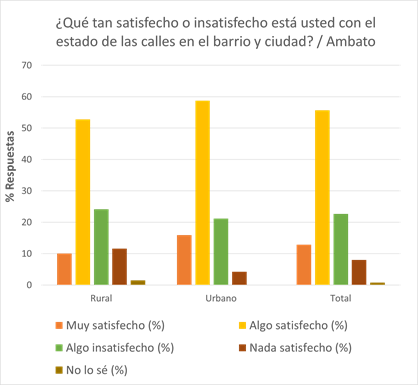 ¿Qué tan satisfecho o insatisfecho está usted con el
estado de las calles en el barrio y ciudad? / Ambato
% Respuestas
70
60
50
40
30
20
10
0
Rural
Urbano
Total
Muy satisfecho (%)
Algo satisfecho (%)
Algo insatisfecho (%)
Nada satisfecho (%)
No lo sé (%)